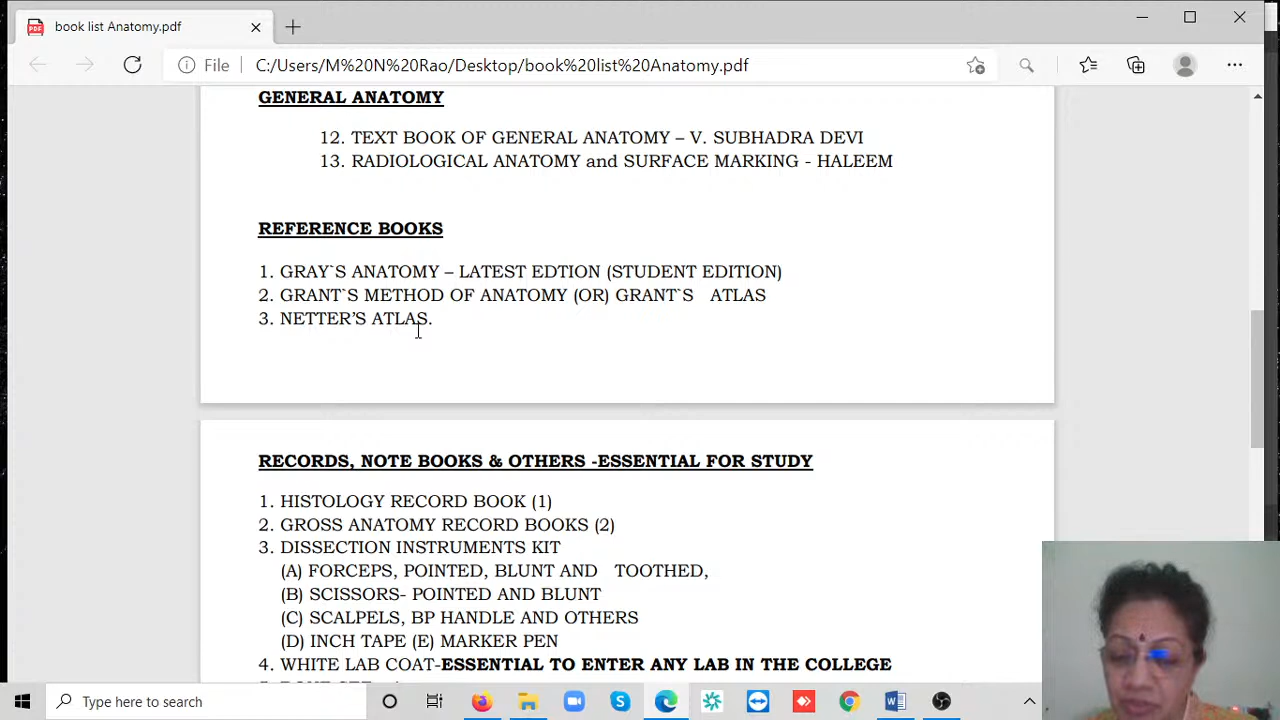 book list Anatomy.pdf
File C:/Users/M%20N%20Rao/Desktop/book%20list%20Anatomy.pdf
GENERAL ANATOMY
12. TEXT BOOK OF GENERAL ANATOMY – V. SUBHADRA DEVI
13. RADIOLOGICAL ANATOMY and SURFACE MARKING - HALEEM
REFERENCE BOOKS
1. GRAY`S ANATOMY – LATEST EDTION (STUDENT EDITION)
2. GRANT`S METHOD OF ANATOMY (OR) GRANT`S ATLAS
3. NETTER’S ATLAS.
RECORDS, NOTE BOOKS & OTHERS -ESSENTIAL FOR STUDY
1. HISTOLOGY RECORD BOOK (1)
2. GROSS ANATOMY RECORD BOOKS (2)
3. DISSECTION INSTRUMENTS KIT
(A) FORCEPS, POINTED, BLUNT AND TOOTHED,
(B) SCISSORS- POINTED AND BLUNT
(C) SCALPELS, BP HANDLE AND OTHERS
(D) INCH TAPE (E) MARKER PEN
4. WHITE LAB COAT-ESSENTIAL TO ENTER ANY LAB IN THE COLLEGE
Type here to search